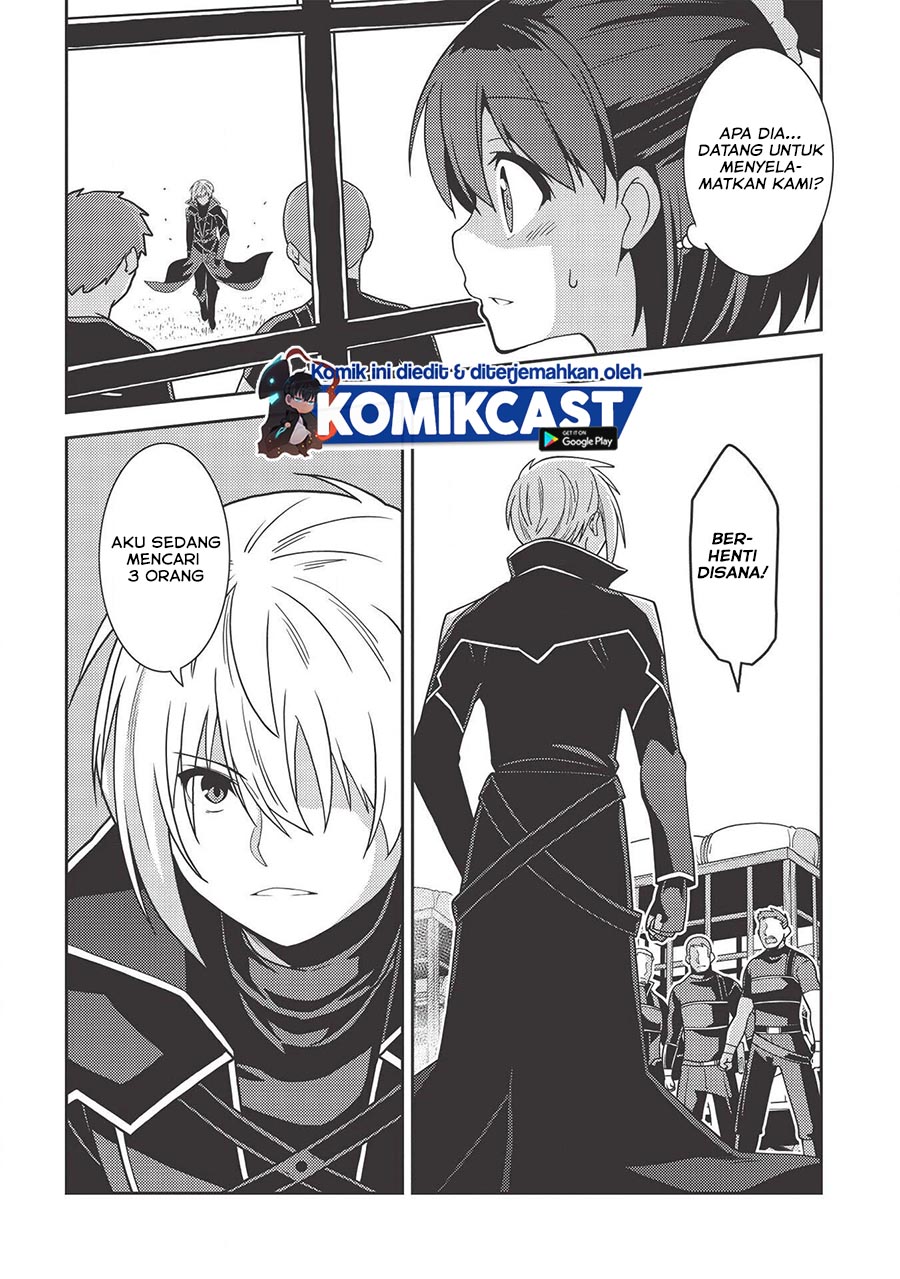 APA DIA...
DATANG UNTUK
MENYELA-
MATKAN KAMI?
Komik ini diedit & diterjemahkan oleh
KOMIKCAST
GET IT ON
Google Play
BER-
HENTI
DISANA!
AKU SEDANG
MENCARI
3 ORANG